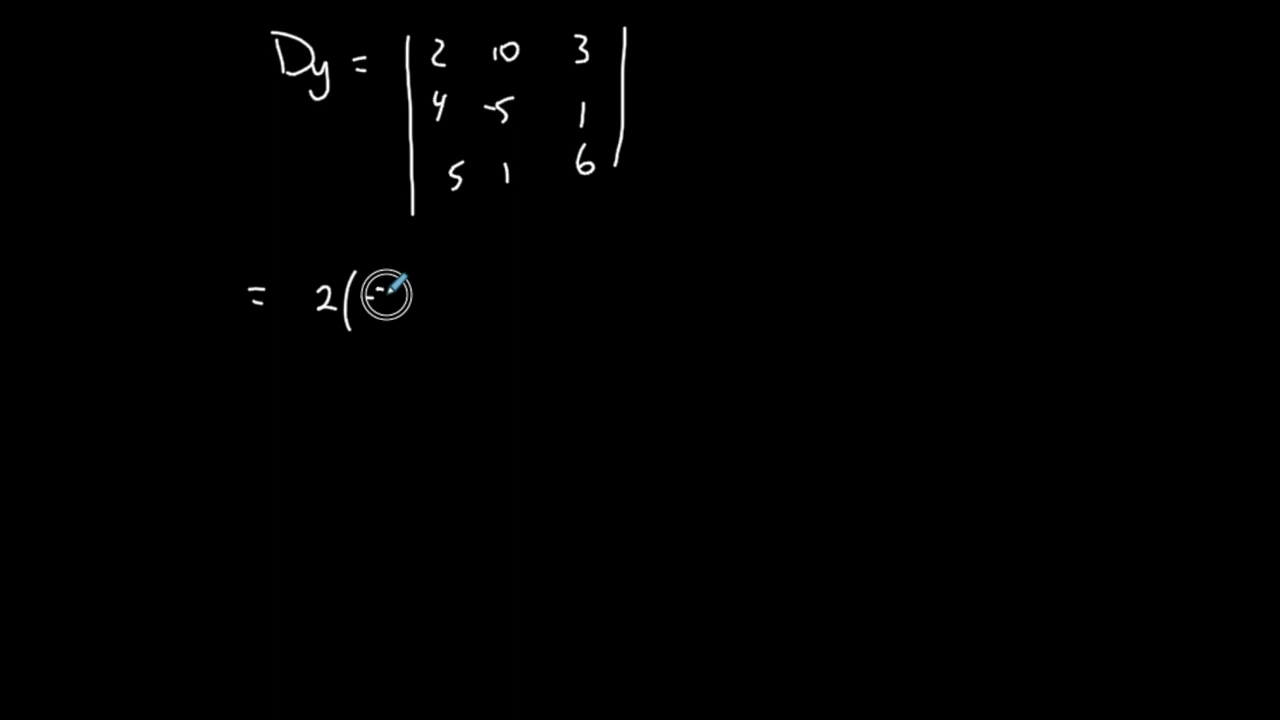 Dy = | 2 10 3 |
4 -5 1
5 1 6
= 2( -